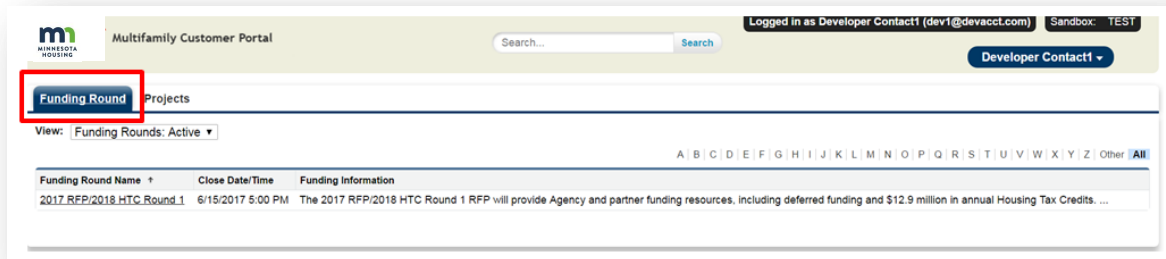 Logged in as Developer Contact1 (dev1@devacct.com) Sandbox: TEST
mn
MINNESOTA
HOUSING
Multifamily Customer Portal
Search... Search
Developer Contact1
Funding Round Projects
View: Funding Rounds: Active
A | B | C | D | E | F | G | H | I | J | K | L | M | N | O | P | Q | R | S | T | U | V | W | X | Y | Z | Other | All
Funding Round Name ↑ Close Date/Time Funding Information
2017 RFP/2018 HTC Round 1 6/15/2017 5:00 PM The 2017 RFP/2018 HTC Round 1 RFP will provide Agency and partner funding resources, including deferred funding and $12.9 million in annual Housing Tax Credits. ...